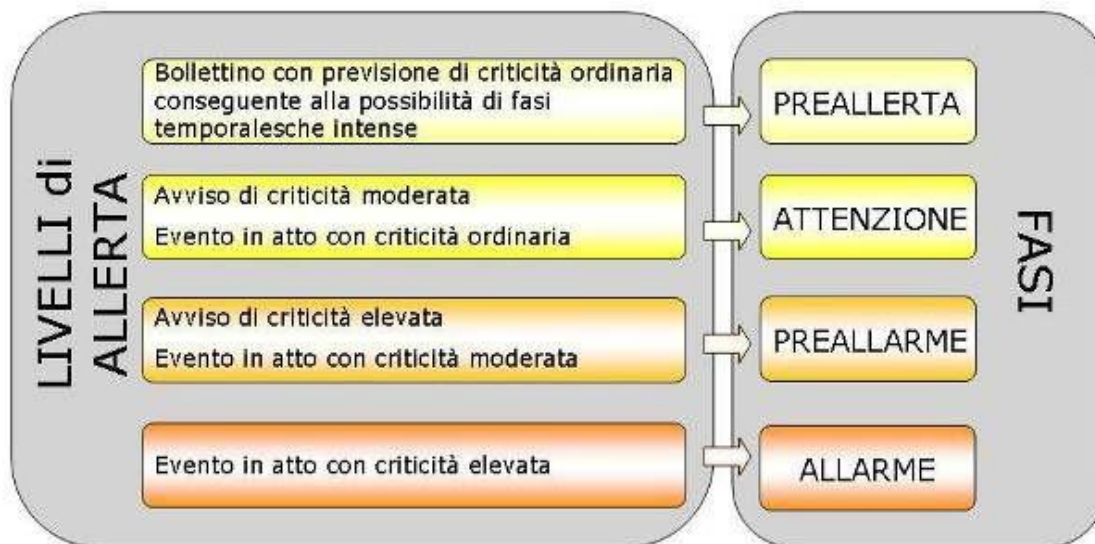 LIVELLI di
ALLERTA
Bollettino con previsione di criticità ordinaria
conseguente alla possibilità di fasi
temporalesche intense
PREALLERTA
Avviso di criticità moderata
Evento in atto con criticità ordinaria
ATTENZIONE
Avviso di criticità elevata
Evento in atto con criticità moderata
PREALLARME
Evento in atto con criticità elevata
ALLARME
FASI